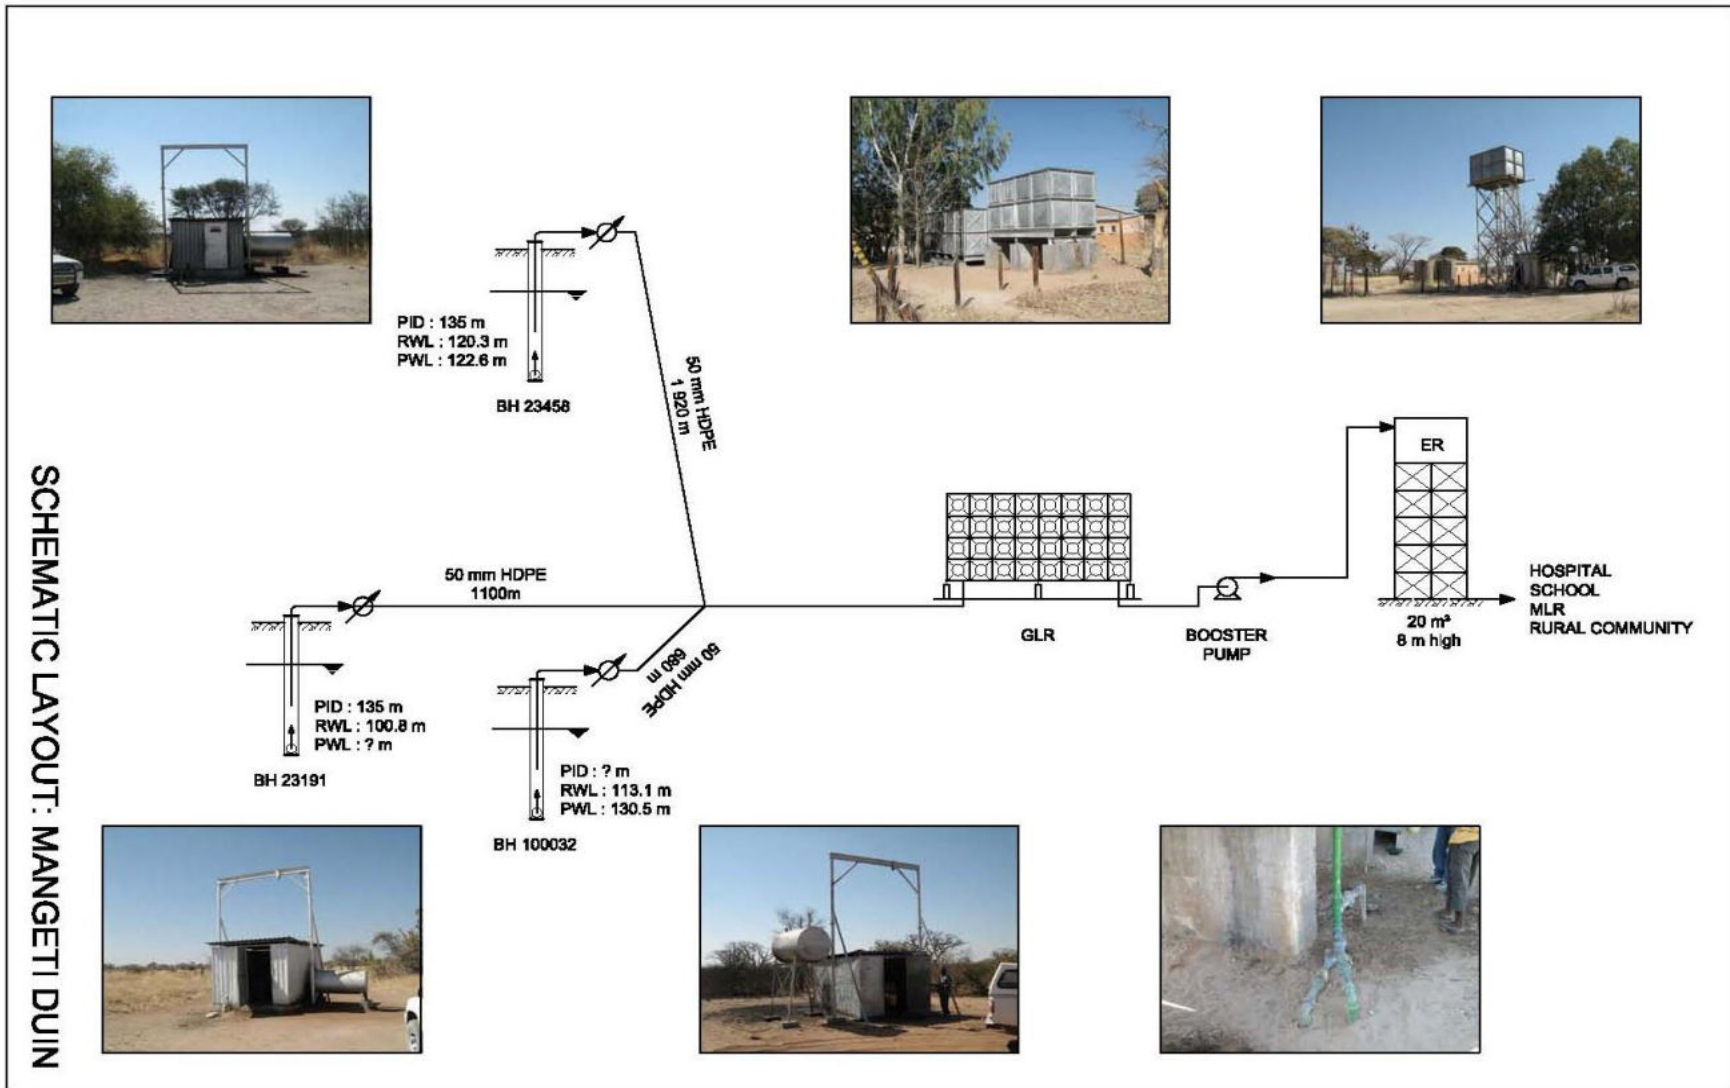 SCHEMATIC LAYOUT: MANGETI DUIN
PID : 135 m
RWL : 120.3 m
PWL : 122.6 m
BH 23458
50 mm HDPE
1 920 m
50 mm HDPE
1100m
PID : 135 m
RWL : 100.8 m
PWL : ? m
BH 23191
50 mm HDPE
680 m
PID : ? m
RWL : 113.1 m
PWL : 130.5 m
BH 100032
GLR
BOOSTER
PUMP
ER
20 m³
8 m high
HOSPITAL
SCHOOL
MLR
RURAL COMMUNITY